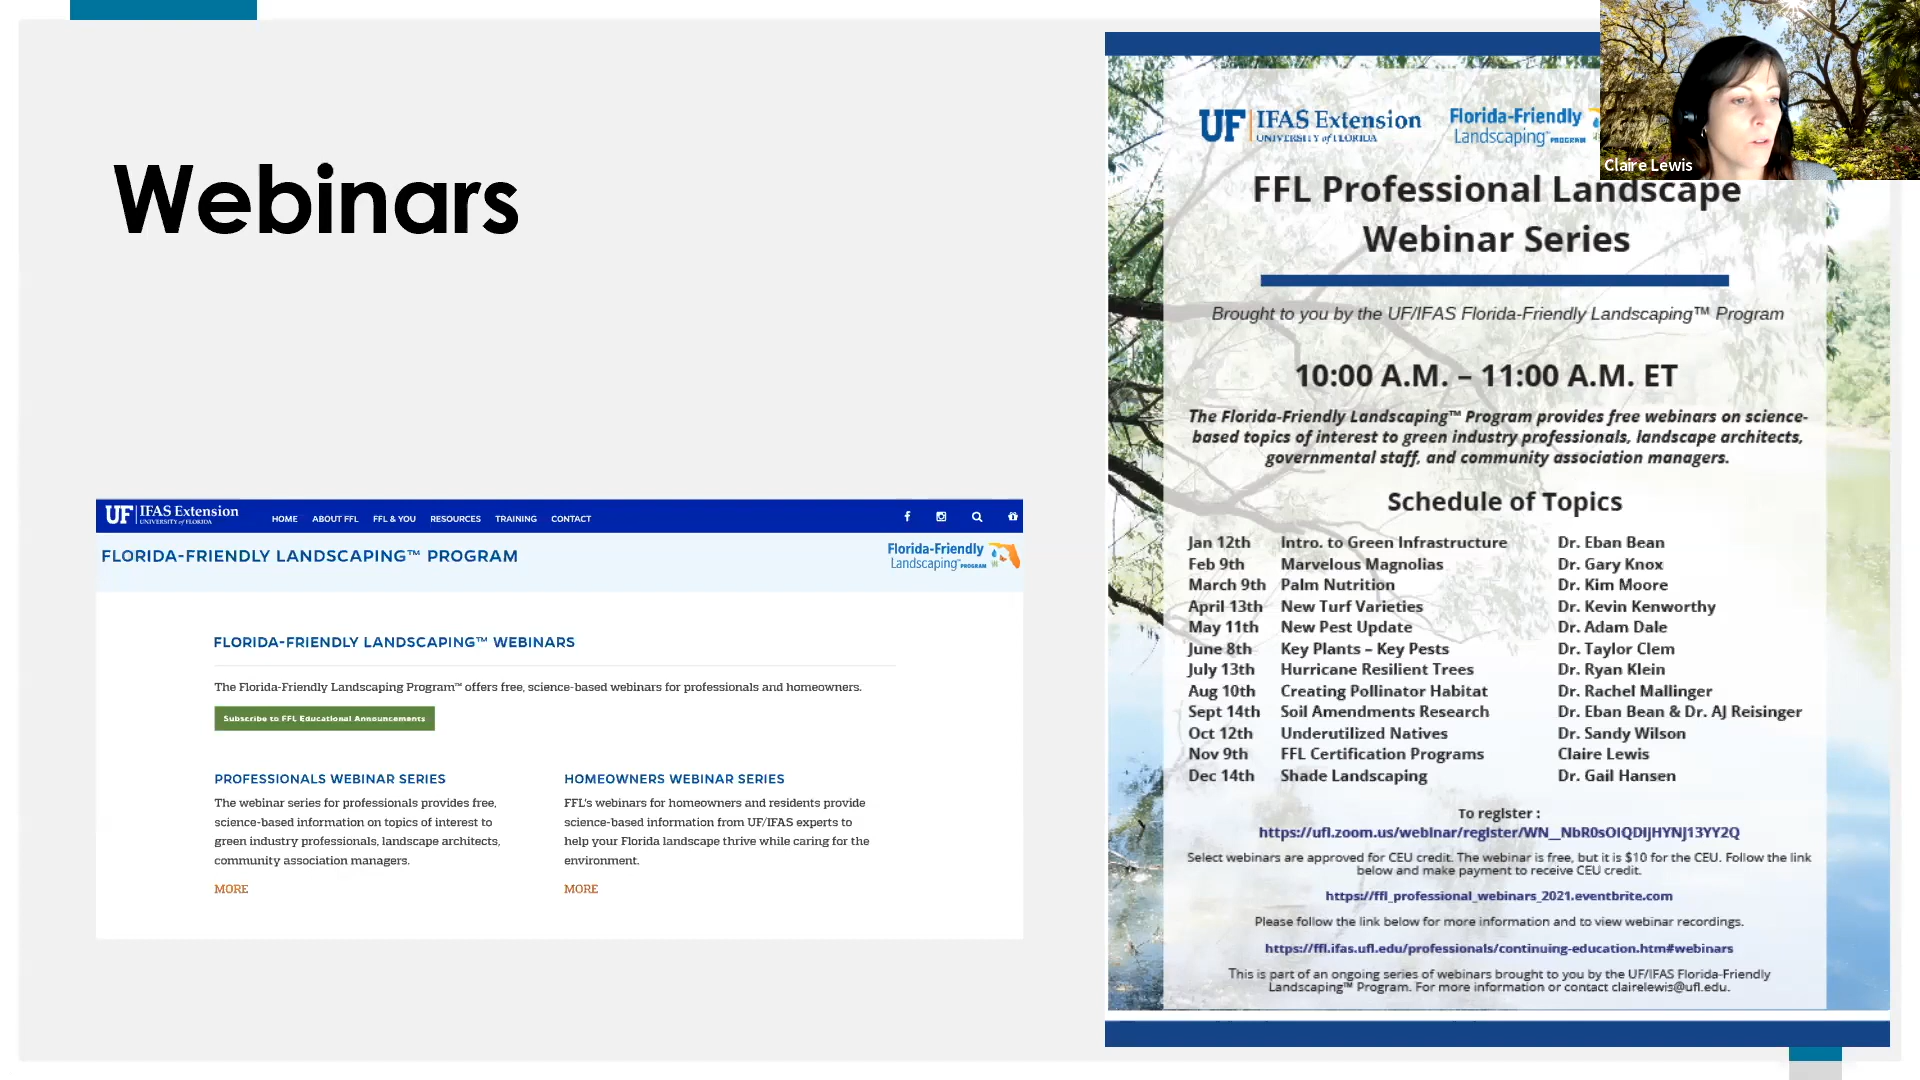 Webinars
UF IFAS Extension
UNIVERSITY of FLORIDA
HOME ABOUT FFL FFL & YOU RESOURCES TRAINING CONTACT
FLORIDA-FRIENDLY LANDSCAPING™ PROGRAM
Florida-Friendly
Landscaping™ PROGRAM
FLORIDA-FRIENDLY LANDSCAPING™ WEBINARS
The Florida-Friendly Landscaping Program™ offers free, science-based webinars for professionals and homeowners.
Subscribe to FFL Educational Announcements
PROFESSIONALS WEBINAR SERIES
The webinar series for professionals provides free,
science-based information on topics of interest to
green industry professionals, landscape architects,
community association managers.
MORE
HOMEOWNERS WEBINAR SERIES
FFL's webinars for homeowners and residents provide
science-based information from UF/IFAS experts to
help your Florida landscape thrive while caring for the
environment.
MORE
UF IFAS Extension
UNIVERSITY of FLORIDA
Florida-Friendly
Landscaping™ PROGRAM
Claire Lewis
FFL Professional Landscape
Webinar Series
Brought to you by the UF/IFAS Florida-Friendly Landscaping™ Program
10:00 A.M. – 11:00 A.M. ET
The Florida-Friendly Landscaping™ Program provides free webinars on science-
based topics of interest to green industry professionals, landscape architects,
governmental staff, and community association managers.
Schedule of Topics
Jan 12th Intro. to Green Infrastructure Dr. Eban Bean
Feb 9th Marvelous Magnolias Dr. Gary Knox
March 9th Palm Nutrition Dr. Kim Moore
April 13th New Turf Varieties Dr. Kevin Kenworthy
May 11th New Pest Update Dr. Adam Dale
June 8th Key Plants – Key Pests Dr. Taylor Clem
July 13th Hurricane Resilient Trees Dr. Ryan Klein
Aug 10th Creating Pollinator Habitat Dr. Rachel Mallinger
Sept 14th Soil Amendments Research Dr. Eban Bean & Dr. AJ Reisinger
Oct 12th Underutilized Natives Dr. Sandy Wilson
Nov 9th FFL Certification Programs Claire Lewis
Dec 14th Shade Landscaping Dr. Gail Hansen
To register :
https://ufl.zoom.us/webinar/register/WN_NbR0sOIQDIjHYNJ13YY2Q
Select webinars are approved for CEU credit. The webinar is free, but it is $10 for the CEU. Follow the link
below and make payment to receive CEU credit.
https://ffl_professional_webinars_2021.eventbrite.com
Please follow the link below for more information and to view webinar recordings.
https://ffl.ifas.ufl.edu/professionals/continuing-education.htm#webinars
This is part of an ongoing series of webinars brought to you by the UF/IFAS Florida-Friendly
Landscaping™ Program. For more information or contact clairelewis@ufl.edu.